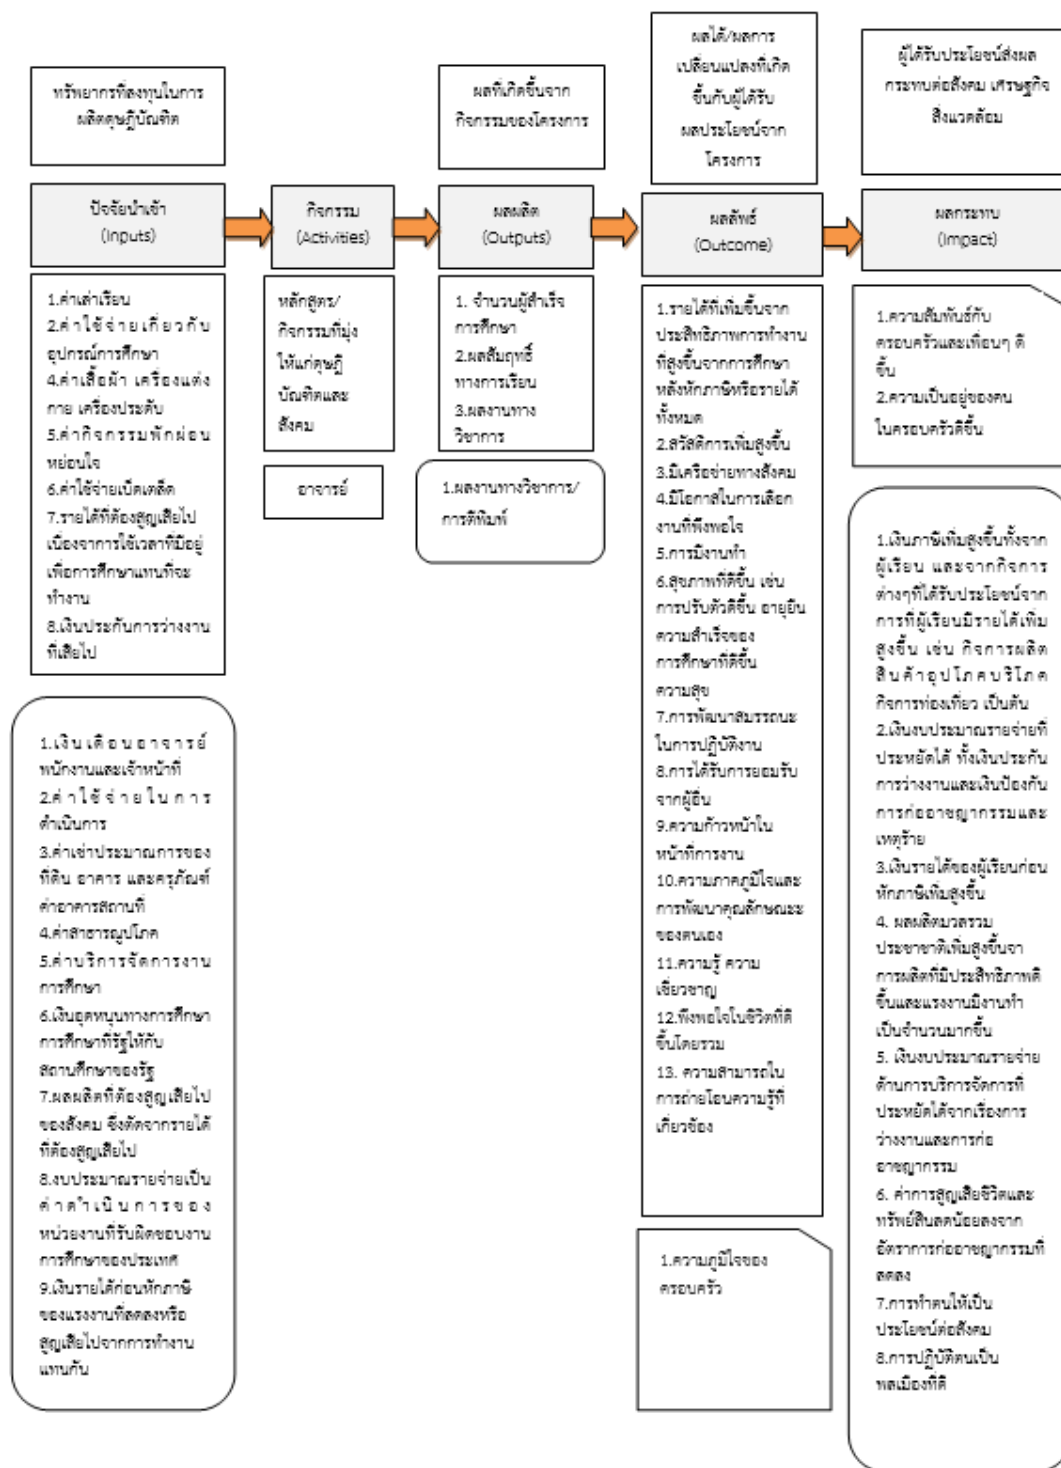 ทรัพยากรที่ลงทุนในการ
ผลิตดุษฎีบัณฑิต
ผลที่เกิดขึ้นจาก
กิจกรรมของโครงการ
ผลได้/ผลการ
เปลี่ยนแปลงที่เกิด
ขึ้นกับผู้ได้รับ
ผลประโยชน์จาก
โครงการ
ผู้ได้รับประโยชน์ส่งผล
กระทบต่อสังคม เศรษฐกิจ
สิ่งแวดล้อม
ปัจจัยนำเข้า
(Inputs)
กิจกรรม
(Activities)
ผลผลิต
(Outputs)
ผลลัพธ์
(Outcome)
ผลกระทบ
(Impact)
1.ค่าเล่าเรียน
2.ค่าใช้จ่ายเกี่ยวกับ
อุปกรณ์การศึกษา
4.ค่าเสื้อผ้า เครื่องแต่ง
กาย เครื่องประดับ
5.ค่ากิจกรรมพักผ่อน
หย่อนใจ
6.ค่าใช้จ่ายเบ็ดเตล็ด
7.รายได้ที่ต้องสูญเสียไป
เนื่องจาการใช้เวลาที่มีอยู่
เพื่อการศึกษาแทนที่จะ
ทำงาน
8.เงินประกันการว่างงาน
ที่เสียไป
1.เงินเดือนอาจารย์
พนักงานและเจ้าหน้าที่
2.ค่าใช้จ่ายในการ
ดำเนินการ
3.ค่าเช่าประมาณการของ
ที่ดิน อาคาร และครุภัณฑ์
ค่าอาคารสถานที่
4.ค่าสาธารณูปโภค
5.ค่าบริการจัดการงาน
การศึกษา
6.เงินอุดหนุนทางการศึกษา
การศึกษาที่รัฐให้กับ
สถานศึกษาของรัฐ
7.ผลผลิตที่ต้องสูญเสียไป
ของสังคม ซึ่งตัดจากรายได้
ที่ต้องสูญเสียไป
8.งบประมาณรายจ่ายเป็น
ค่าดำเนินการของ
หน่วยงานที่รับผิดชอบงาน
การศึกษาของประเทศ
9.เงินรายได้ก่อนหักภาษี
ของแรงงานที่ลดลงหรือ
สูญเสียไปจากการทำงาน
แทนกัน
หลักสูตร/
กิจกรรมที่มุ่ง
ให้แก่ดุษฎี
บัณฑิตและ
สังคม
อาจารย์
1. จำนวนผู้สำเร็จ
การศึกษา
2.ผลสัมฤทธิ์
ทางการเรียน
3.ผลงานทาง
วิชาการ
1.ผลงานทางวิชาการ/
การตีพิมพ์
1.รายได้ที่เพิ่มขึ้นจาก
ประสิทธิภาพการทำงาน
ที่สูงขึ้นจากการศึกษา
หลังหักภาษีหรือรายได้
ทั้งหมด
2.สวัสดิการเพิ่มสูงขึ้น
3.มีเครือข่ายทางสังคม
4.มีโอกาสในการเลือก
งานที่พึงพอใจ
5.การมีงานทำ
6.สุขภาพที่ดีขึ้น เช่น
การปรับตัวดีขึ้น อายุยืน
ความสำเร็จของ
การศึกษาที่ดีขึ้น
ความสุข
7.การพัฒนาสมรรถนะ
ในการปฏิบัติงาน
8.การได้รับการยอมรับ
จากผู้อื่น
9.ความก้าวหน้าใน
หน้าที่การงาน
10.ความภาคภูมิใจและ
การพัฒนาคุณลักษณะะ
ของตนเอง
11.ความรู้ ความ
เชี่ยวชาญ
12.พึงพอใจในชีวิตที่ดี
ขึ้นโดยรวม
13. ความสามารถใน
การถ่ายโอนความรู้ที่
เกี่ยวข้อง
1.ความภูมิใจของ
ครอบครัว
1.ความสัมพันธ์กับ
ครอบครัวและเพื่อนๆ ดี
ขึ้น
2.ความเป็นอยู่ของคน
ในครอบครัวดีขึ้น
1.เงินภาษีเพิ่มสูงขึ้นทั้งจาก
ผู้เรียน และจากกิจการ
ต่างๆที่ได้รับประโยชน์จาก
การที่ผู้เรียนมีรายได้เพิ่ม
สูงขึ้น เช่น กิจการผลิต
สินค้าอุปโภคบริโภค
กิจการท่องเที่ยว เป็นต้น
2.เงินงบประมาณรายจ่ายที่
ประหยัดได้ ทั้งเงินประกัน
การว่างงานและเงินป้องกัน
การก่ออาชญากรรมและ
เหตุร้าย
3.เงินรายได้ของผู้เรียนก่อน
หักภาษีเพิ่มสูงขึ้น
4. ผลผลิตมวลรวม
ประชาชาติเพิ่มสูงขึ้นจา
การผลิตที่มีประสิทธิภาพดี
ขึ้นและแรงงานมีงานทำ
เป็นจำนวนมากขึ้น
5. เงินงบประมาณรายจ่าย
ด้านการบริการจัดการที่
ประหยัดได้จากเรื่องการ
ว่างงานและการก่อ
อาชญากรรม
6. ค่าการสูญเสียชีวิตและ
ทรัพย์สินลดน้อยลงจาก
อัตราการก่ออาชญากรรมที่
ลดลง
7.การทำตนให้เป็น
ประโยชน์ต่อสังคม
8.การปฏิบัติตนเป็น
พลเมืองที่ดี